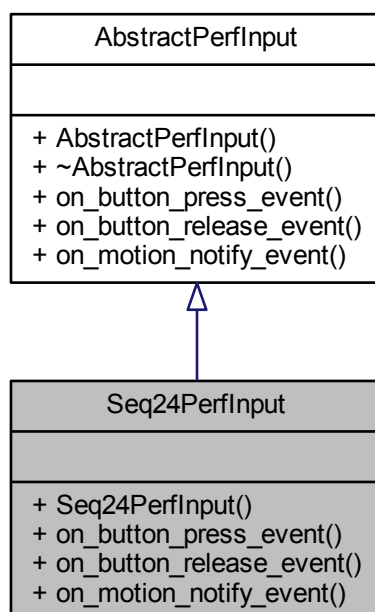 AbstractPerfInput
+ AbstractPerfInput()
+ ~AbstractPerfInput()
+ on_button_press_event()
+ on_button_release_event()
+ on_motion_notify_event()
Seq24PerfInput
+ Seq24PerfInput()
+ on_button_press_event()
+ on_button_release_event()
+ on_motion_notify_event()